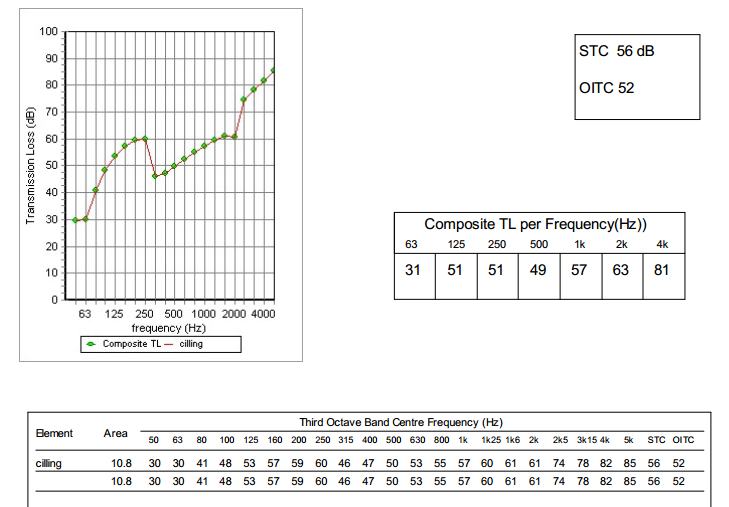 100
90
80
70
60
50
40
30
20
10
0
Transmission Loss (dB)
63 125 250 500 1000 2000 4000
frequency (Hz)
Composite TL cilling
STC 56 dB
OITC 52
Composite TL per Frequency(Hz))
63 125 250 500 1k 2k 4k
31 51 51 49 57 63 81
Third Octave Band Centre Frequency (Hz)
Element Area
50 63 80 100 125 160 200 250 315 400 500 630 800 1k 1k25 1k6 2k 2k5 3k15 4k 5k STC OITC
cilling 10.8 30 30 41 48 53 57 59 60 46 47 50 53 55 57 60 61 61 74 78 82 85 56 52
10.8 30 30 41 48 53 57 59 60 46 47 50 53 55 57 60 61 61 74 78 82 85 56 52